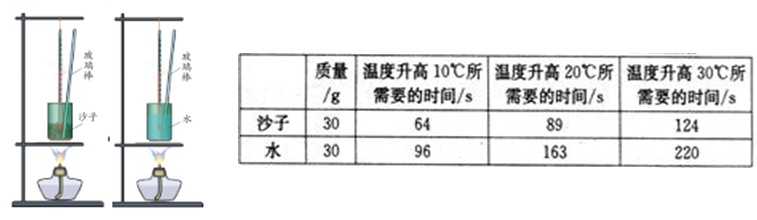 玻璃棒
沙子
玻璃棒
水
质量/g 温度升高10℃所需要的时间/s 温度升高20℃所需要的时间/s 温度升高30℃所需要的时间/s
沙子 30 64 89 124
水 30 96 163 220